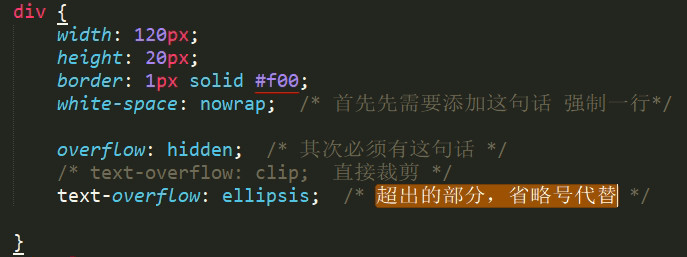 div {
width: 120px;
height: 20px;
border: 1px solid #f00;
white-space: nowrap;  /* 首先先需要添加这句话 强制一行*/
overflow: hidden;  /* 其次必须有这句话 */
/* text-overflow: clip;  直接裁剪 */
text-overflow: ellipsis;  /* 超出的部分，省略号代替 */
}